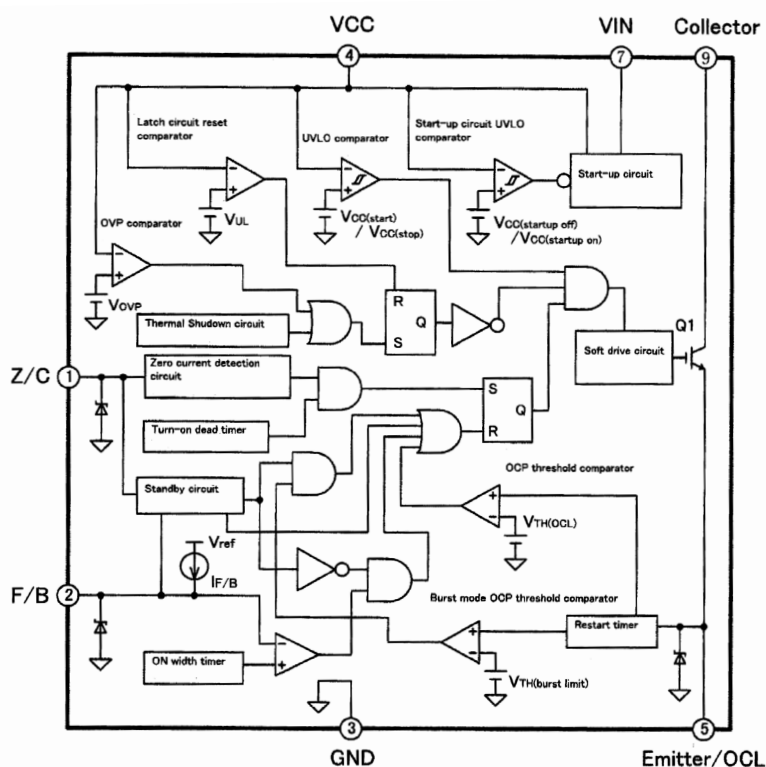 VCC
VIN
Collector
4
7
9
Latch circuit reset
comparator
UVLO comparator
Start-up circuit UVLO
comparator
Start-up circuit
−
+
−
+
−
+
VUL
VCC(start)
/ VCC(stop)
VCC(startup off)
/VCC(startup on)
OVP comparator
−
+
VOVP
Thermal Shudown circuit
R
S
Q
Soft drive circuit
Q1
Z/C
1
Zero current detection
circuit
Turn-on dead timer
S
R
Q
OCP threshold comparator
Standby circuit
+
−
VTH(OCL)
Vref
IF/B
F/B
2
Burst mode OCP threshold comparator
ON width timer
−
+
+
−
Restart timer
VTH(burst limit)
3
5
GND
Emitter/OCL